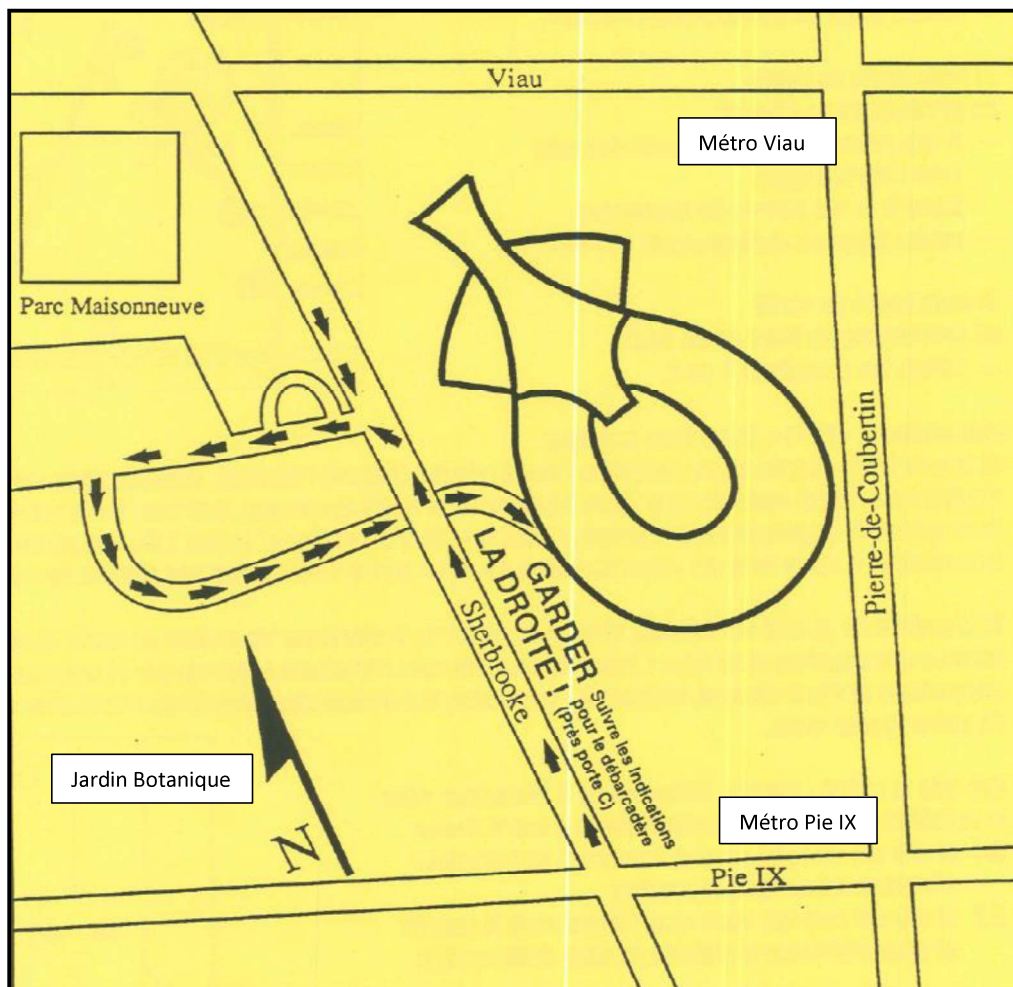 Viau
Métro Viau
Parc Maisonneuve
Pierre-de-Coubertin
GARDER
LA DROITE !
Suivre les indications
pour le débarcadère
(Près porte C)
Sherbrooke
Jardin Botanique
N
Métro Pie IX
Pie IX